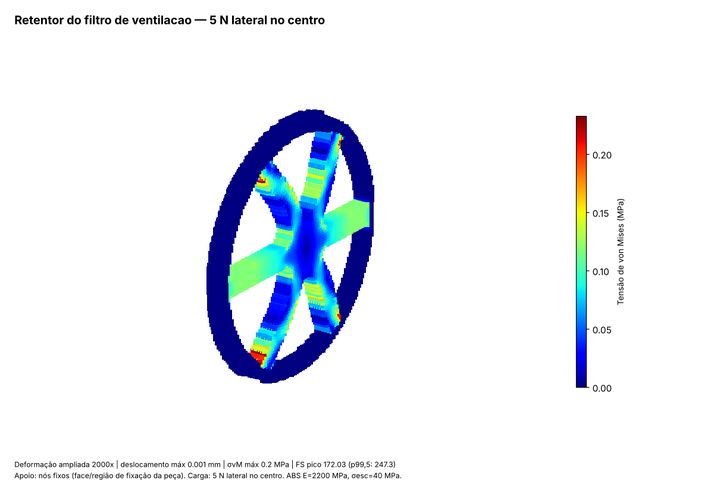 Retentor do filtro de ventilacao — 5 N lateral no centro
0.20
0.15
0.10
0.05
0.00
Tensão de von Mises (MPa)
Deformação ampliada 2000x | deslocamento máx 0.001 mm | σvM máx 0.2 MPa | FS pico 172.03 (p99,5: 247.3)
Apoio: nós fixos (face/região de fixação da peça). Carga: 5 N lateral no centro. ABS E=2200 MPa, σesc=40 MPa.